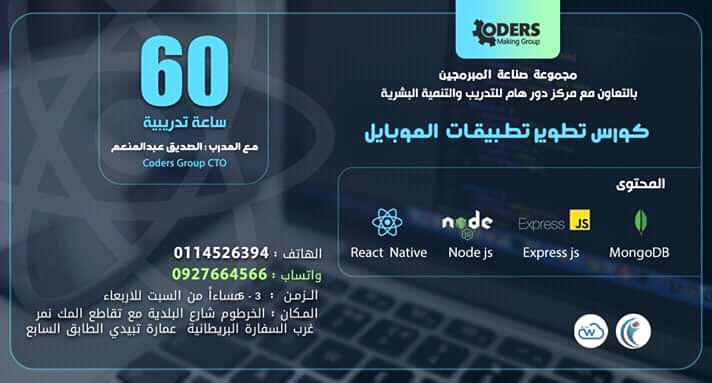 CODERS
Making Group
مجموعة صناعة المبرمجين
بالتعاون مع مركز دور هام للتدريب والتنمية البشرية
كورس تطوير تطبيقات الموبايل
60
ساعة تدريبية
مع المدرب : الصديق عبدالمنعم
Coders Group CTO
المحتوى
React Native
node
JS
Node js
Express JS
Express js
MongoDB
الهاتف : 0114526394
واتساب : 0927664566
الـزمـن : 3 - 5 مساءاً من السبت للاربعاء
المكان : الخرطوم شارع البلدية مع تقاطع المك نمر
غرب السفارة البريطانية عمارة تبيدي الطابق السابع
W